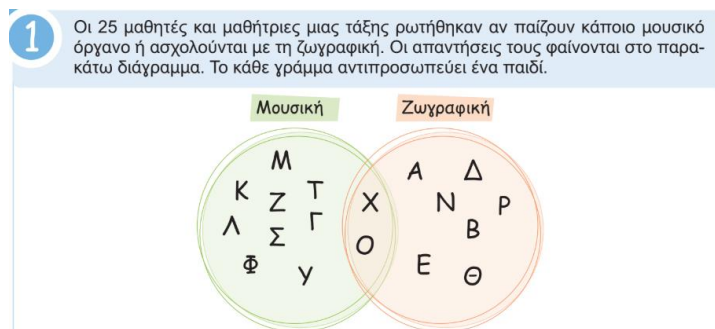 1
Οι 25 μαθητές και μαθήτριες μιας τάξης ρωτήθηκαν αν παίζουν κάποιο μουσικό
όργανο ή ασχολούνται με τη ζωγραφική. Οι απαντήσεις τους φαίνονται στο παρα-
κάτω διάγραμμα. Το κάθε γράμμα αντιπροσωπεύει ένα παιδί.
Μουσική Ζωγραφική
Μ Α Δ
Κ Ζ Τ Χ Ν Ρ
Λ Σ Γ Ο Β
Φ Υ Ε Θ